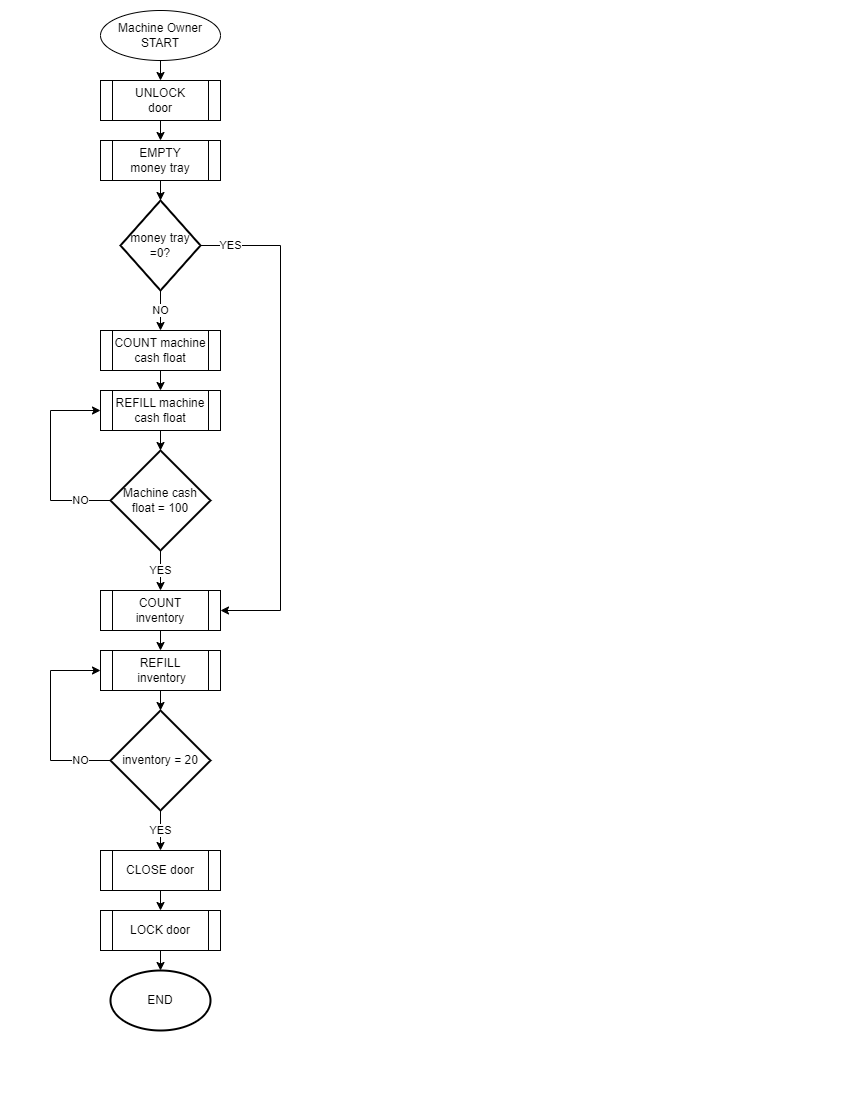 Machine Owner
START
UNLOCK
door
EMPTY
money tray
money tray
=0?
YES
NO
COUNT machine
cash float
REFILL machine
cash float
Machine cash
float = 100
NO
YES
COUNT
inventory
REFILL
inventory
inventory = 20
NO
YES
CLOSE door
LOCK door
END